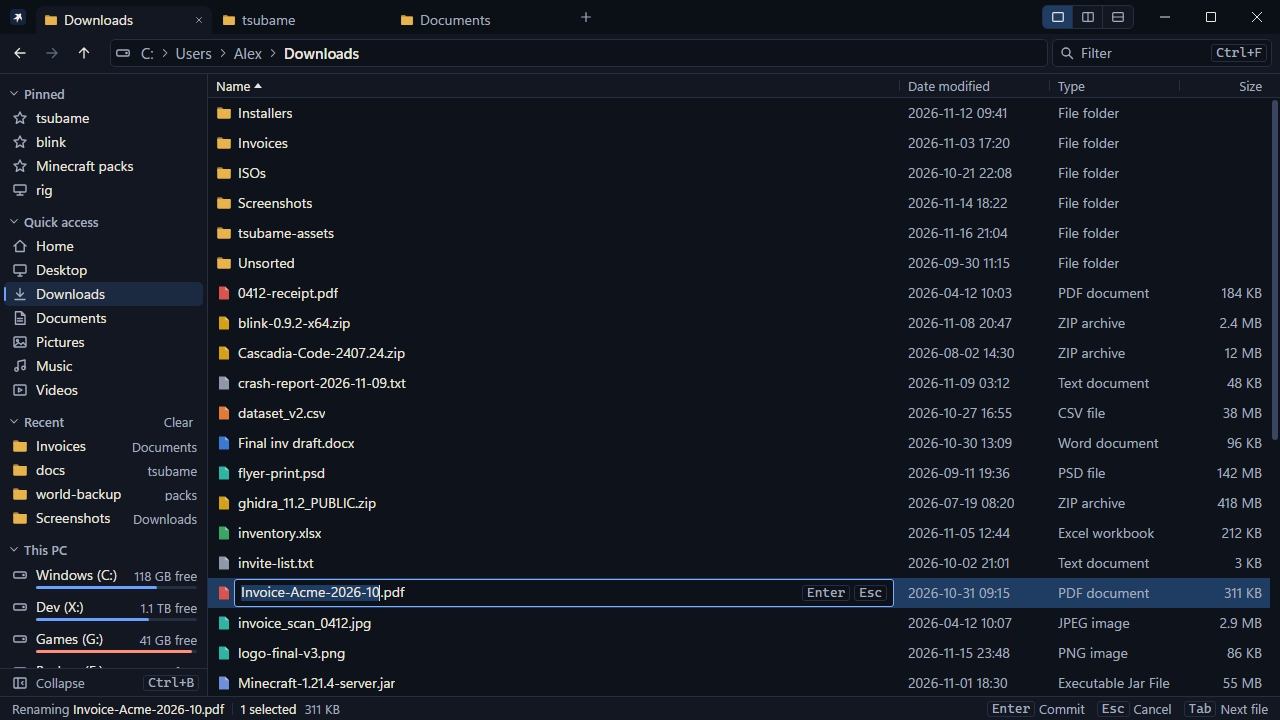 Downloads × tsubame Documents +
C: > Users > Alex > Downloads Filter Ctrl+F
Pinned
tsubame
blink
Minecraft packs
rig
Quick access
Home
Desktop
Downloads
Documents
Pictures
Music
Videos
Recent Clear
Invoices Documents
docs tsubame
world-backup packs
Screenshots Downloads
This PC
Windows (C:) 118 GB free
Dev (X:) 1.1 TB free
Games (G:) 41 GB free
Collapse Ctrl+B
Name Date modified Type Size
Installers 2026-11-12 09:41 File folder
Invoices 2026-11-03 17:20 File folder
ISOs 2026-10-21 22:08 File folder
Screenshots 2026-11-14 18:22 File folder
tsubame-assets 2026-11-16 21:04 File folder
Unsorted 2026-09-30 11:15 File folder
0412-receipt.pdf 2026-04-12 10:03 PDF document 184 KB
blink-0.9.2-x64.zip 2026-11-08 20:47 ZIP archive 2.4 MB
Cascadia-Code-2407.24.zip 2026-08-02 14:30 ZIP archive 12 MB
crash-report-2026-11-09.txt 2026-11-09 03:12 Text document 48 KB
dataset_v2.csv 2026-10-27 16:55 CSV file 38 MB
Final inv draft.docx 2026-10-30 13:09 Word document 96 KB
flyer-print.psd 2026-09-11 19:36 PSD file 142 MB
ghidra_11.2_PUBLIC.zip 2026-07-19 08:20 ZIP archive 418 MB
inventory.xlsx 2026-11-05 12:44 Excel workbook 212 KB
invite-list.txt 2026-10-02 21:01 Text document 3 KB
Invoice-Acme-2026-10.pdf Enter Esc 2026-10-31 09:15 PDF document 311 KB
invoice_scan_0412.jpg 2026-04-12 10:07 JPEG image 2.9 MB
logo-final-v3.png 2026-11-15 23:48 PNG image 86 KB
Minecraft-1.21.4-server.jar 2026-11-01 18:30 Executable Jar File 55 MB
Renaming Invoice-Acme-2026-10.pdf 1 selected 311 KB Enter Commit Esc Cancel Tab Next file